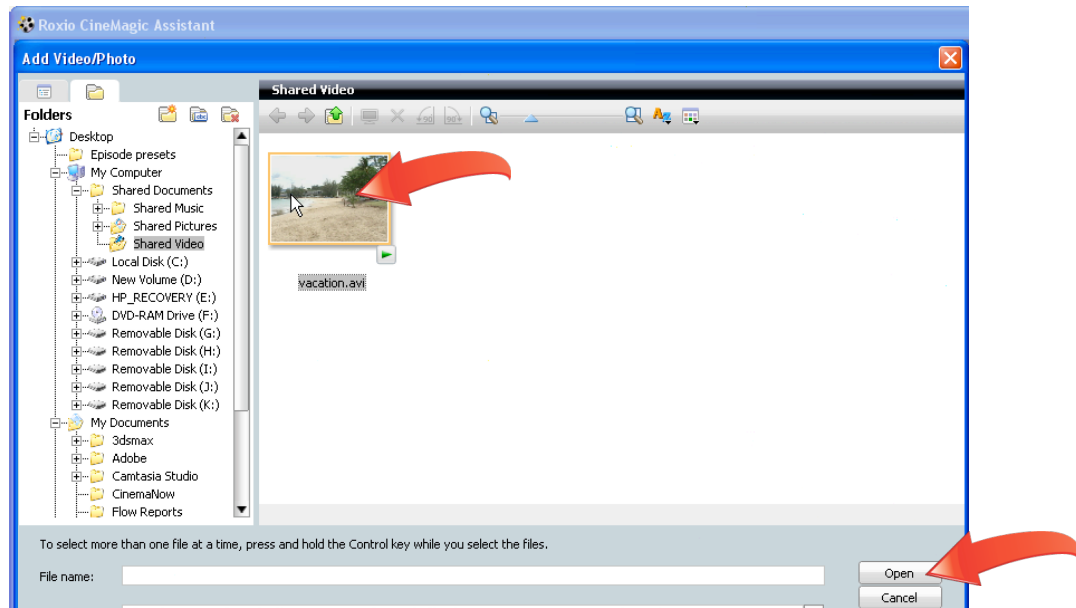 Roxio CineMagic Assistant
Add Video/Photo
Shared Video
Folders
Desktop
Episode presets
My Computer
Shared Documents
Shared Music
Shared Pictures
Shared Video
Local Disk (C:)
New Volume (D:)
HP_RECOVERY (E:)
DVD-RAM Drive (F:)
Removable Disk (G:)
Removable Disk (H:)
Removable Disk (I:)
Removable Disk (J:)
Removable Disk (K:)
My Documents
3dsmax
Adobe
Camtasia Studio
CinemaNow
Flow Reports
vacation.avi
To select more than one file at a time, press and hold the Control key while you select the files.
File name:
Open
Cancel